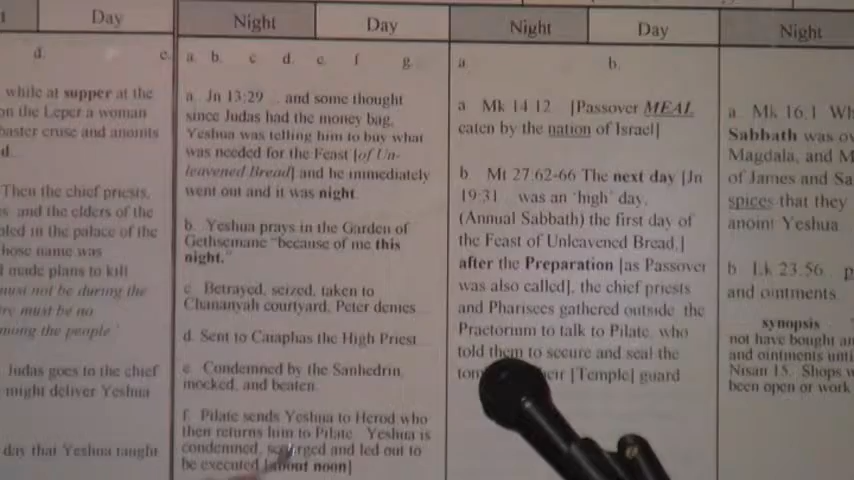 t
Day
d. e.
while at supper at the
on the Leper a woman
baster cruse and anoints
d.
Then the chief priests,
s and the elders of the
led in the palace of the
hose name was
l made plans to kill
must not be during the
re must be no
mong the people'
Judas goes to the chief
might deliver Yeshua
day that Yeshua taught
Night Day
a b. c d. e. f g.
a. Jn 13:29 .. and some thought
since Judas had the money bag,
Yeshua was telling him to buy what
was needed for the Feast [of Un-
leavened Bread] and he immediately
went out and it was night.
b. Yeshua prays in the Garden of
Gethsemane "because of me this
night."
c Betrayed, seized, taken to
Chananyah courtyard, Peter denies
d. Sent to Caiaphas the High Priest
e. Condemned by the Sanhedrin,
mocked, and beaten.
f. Pilate sends Yeshua to Herod who
then returns him to Pilate. Yeshua is
condemned, and led out to
be executed [about noon]
Night Day
a. b.
a Mk 14 12 [Passover MEAL
eaten by the nation of Israel]
b. Mt 27.62-66 The next day [Jn
19:31 was an 'high' day,
(Annual Sabbath) the first day of
the Feast of Unleavened Bread,]
after the Preparation [as Passover
was also called], the chief priests
and Pharisees gathered outside the
Praetorium to talk to Pilate, who
told them to secure and seal the
[Temple] guard
Night
a. Mk 16.1 Wh
Sabbath was ov
Magdala, and M
of James and Sa
spices that they
anoint Yeshua
b Lk 23.56 p
and ointments
synopsis
not have bought an
and ointments unti
Nisan 15. Shops w
been open or work